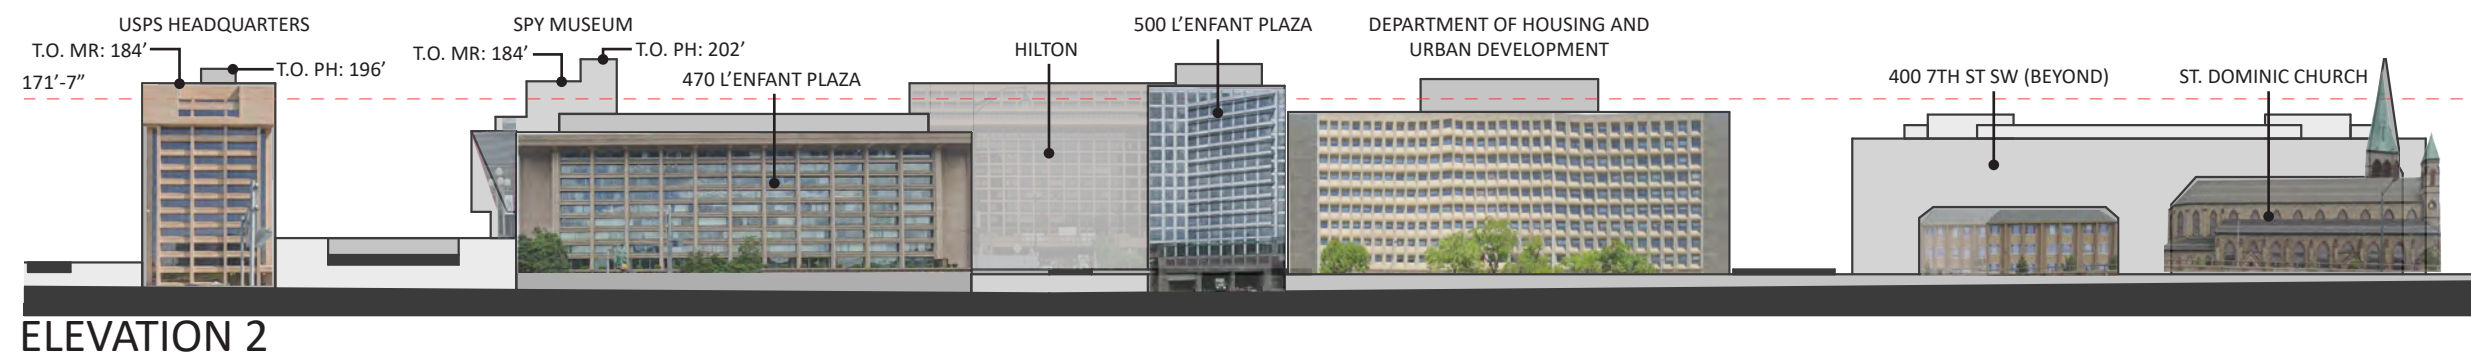 USPS HEADQUARTERS
T.O. MR: 184'
T.O. PH: 196'
171'-7"
SPY MUSEUM
T.O. MR: 184'
T.O. PH: 202'
470 L’ENFANT PLAZA
HILTON
500 L’ENFANT PLAZA
DEPARTMENT OF HOUSING AND
URBAN DEVELOPMENT
400 7TH ST SW (BEYOND)
ST. DOMINIC CHURCH
ELEVATION 2